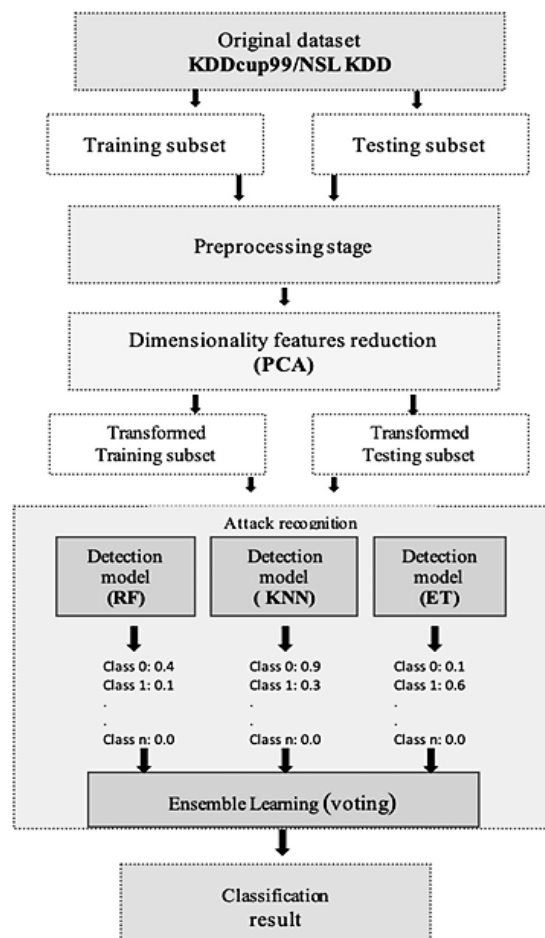 Original dataset
KDDcup99/NSL KDD
Training subset
Testing subset
Preprocessing stage
Dimensionality features reduction
(PCA)
Transformed
Training subset
Transformed
Testing subset
Attack recognition
Detection
model
(RF)
Detection
model
( KNN)
Detection
model
(ET)
Class 0: 0.4
Class 1: 0.1
.
.
Class n: 0.0
Class 0: 0.9
Class 1: 0.3
.
.
Class n: 0.0
Class 0: 0.1
Class 1: 0.6
.
.
Class n: 0.0
Ensemble Learning (voting)
Classification
result